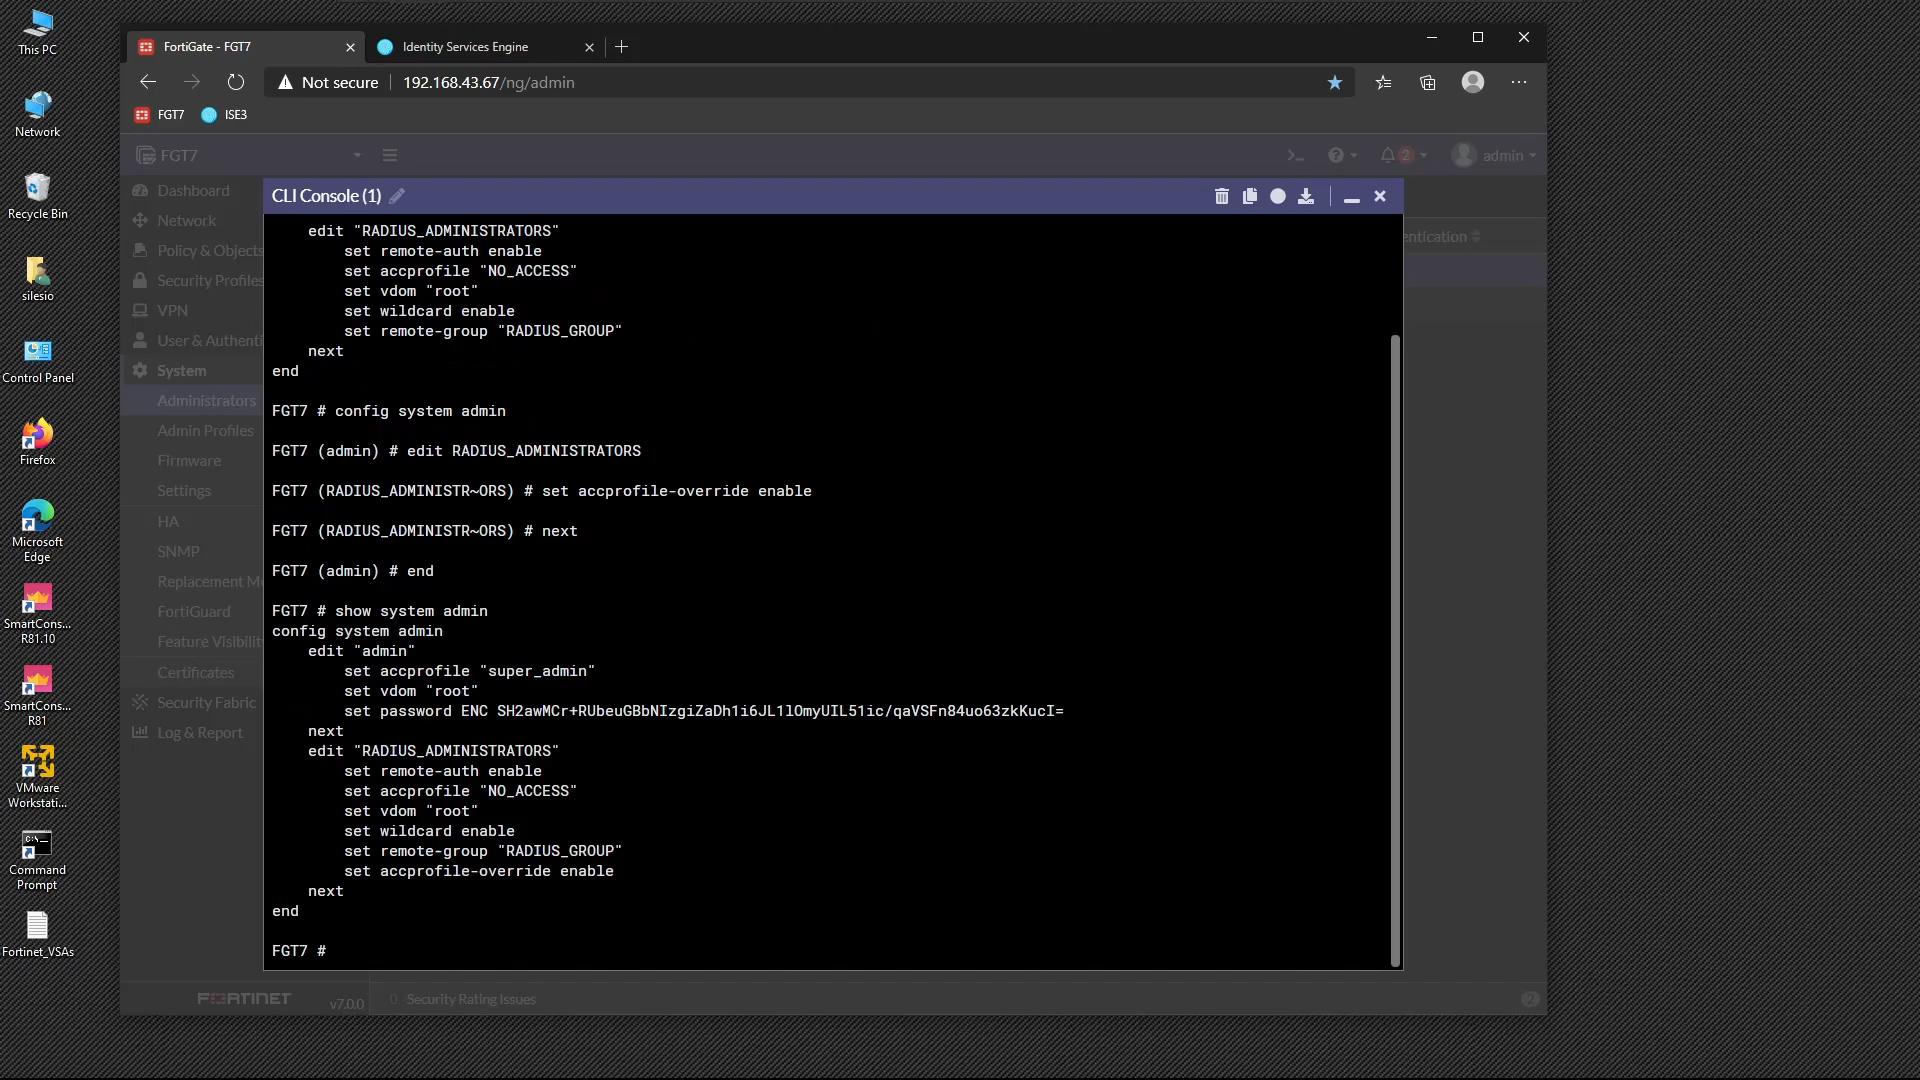 This PC
Network
Recycle Bin
silesio
Control Panel
Firefox
Microsoft
Edge
SmartCons...
R81.10
SmartCons...
R81
VMware
Workstati...
Command
Prompt
Fortinet_VSAs
FortiGate - FGT7
Identity Services Engine
Not secure
192.168.43.67/ng/admin
FGT7
ISE3
FGT7
2
admin
Dashboard
Network
Policy & Objects
Security Profiles
VPN
User & Authenti
System
Administrators
Admin Profiles
Firmware
Settings
HA
SNMP
Replacement Me
FortiGuard
Feature Visibilit
Certificates
Security Fabric
Log & Report
entication
CLI Console (1)
edit "RADIUS_ADMINISTRATORS"
set remote-auth enable
set accprofile "NO_ACCESS"
set vdom "root"
set wildcard enable
set remote-group "RADIUS_GROUP"
next
end
FGT7 # config system admin
FGT7 (admin) # edit RADIUS_ADMINISTRATORS
FGT7 (RADIUS_ADMINISTR~ORS) # set accprofile-override enable
FGT7 (RADIUS_ADMINISTR~ORS) # next
FGT7 (admin) # end
FGT7 # show system admin
config system admin
edit "admin"
set accprofile "super_admin"
set vdom "root"
set password ENC SH2awMCr+RUbeuGBbNIzgiZaDh1i6JL1lOmyUIL51ic/qaVSFn84uo63zkKucI=
next
edit "RADIUS_ADMINISTRATORS"
set remote-auth enable
set accprofile "NO_ACCESS"
set vdom "root"
set wildcard enable
set remote-group "RADIUS_GROUP"
set accprofile-override enable
next
end
FGT7 #
FORTINET
v7.0.0
0 Security Rating Issues
2